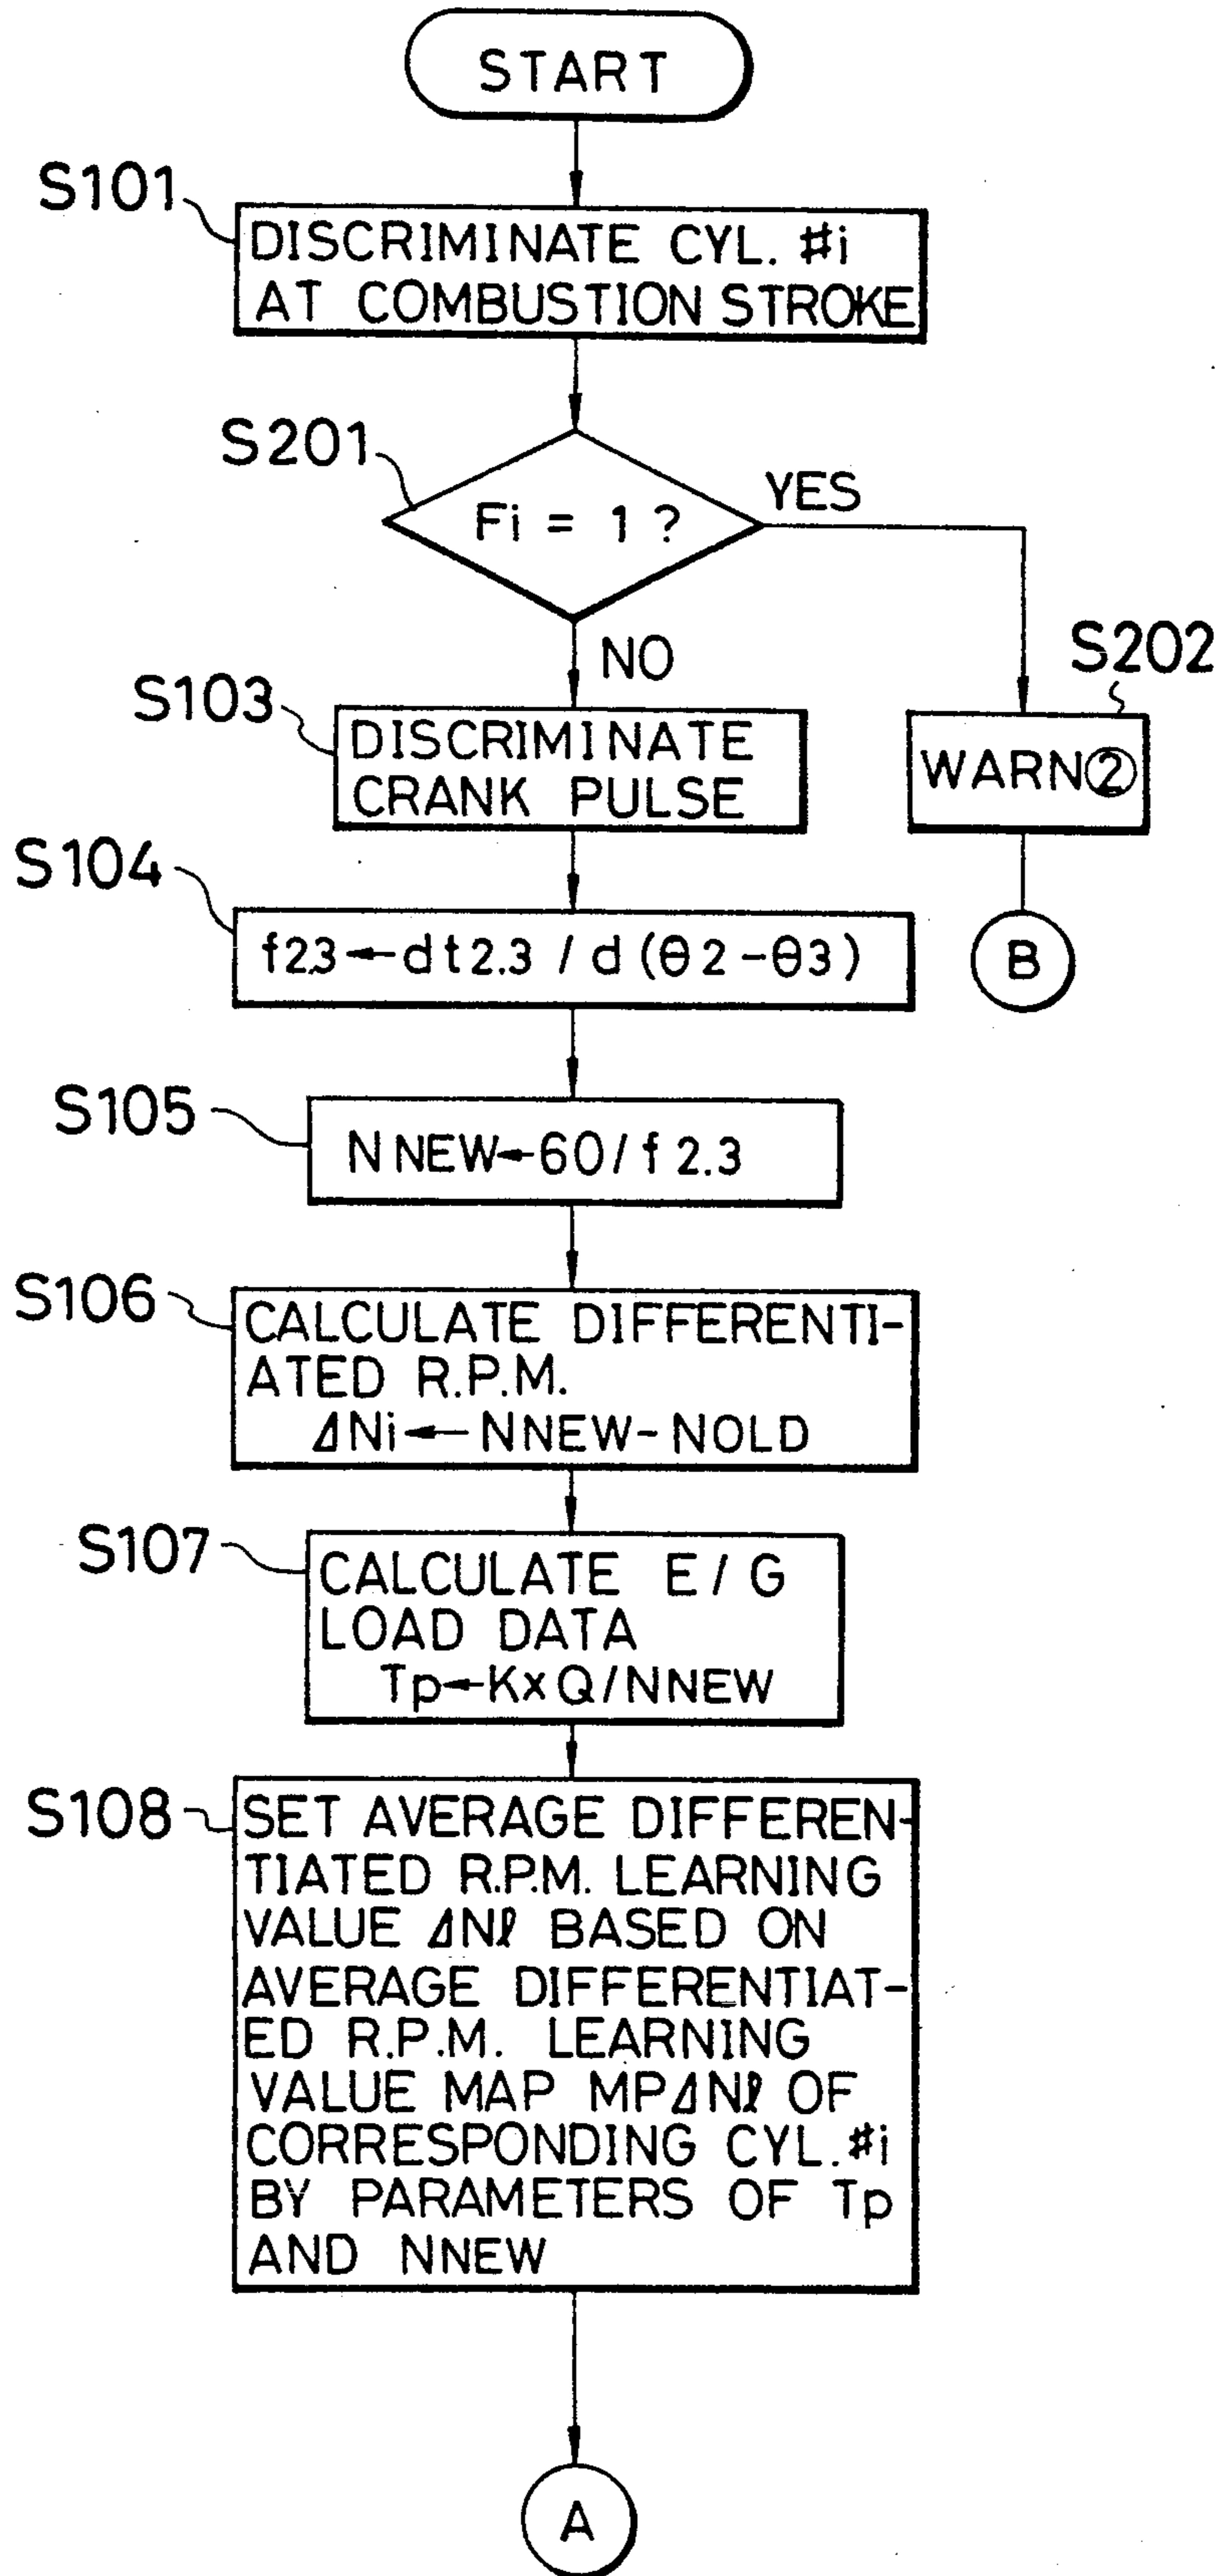 START
S101
DISCRIMINATE CYL. #i
AT COMBUSTION STROKE
S201
Fi = 1 ?
YES
NO
S202
WARN②
B
S103
DISCRIMINATE
CRANK PULSE
S104
f2.3←dt2.3 / d(θ2-θ3)
S105
NNEW←60/f2.3
S106
CALCULATE DIFFERENTI-
ATED R.P.M.
ΔNi←NNEW-NOLD
S107
CALCULATE E/G
LOAD DATA
Tp←K×Q/NNEW
S108
SET AVERAGE DIFFEREN-
TIATED R.P.M. LEARNING
VALUE ΔNℓ BASED ON
AVERAGE DIFFERENTIAT-
ED R.P.M. LEARNING
VALUE MAP MPΔNℓ OF
CORRESPONDING CYL. #i
BY PARAMETERS OF Tp
AND NNEW
A